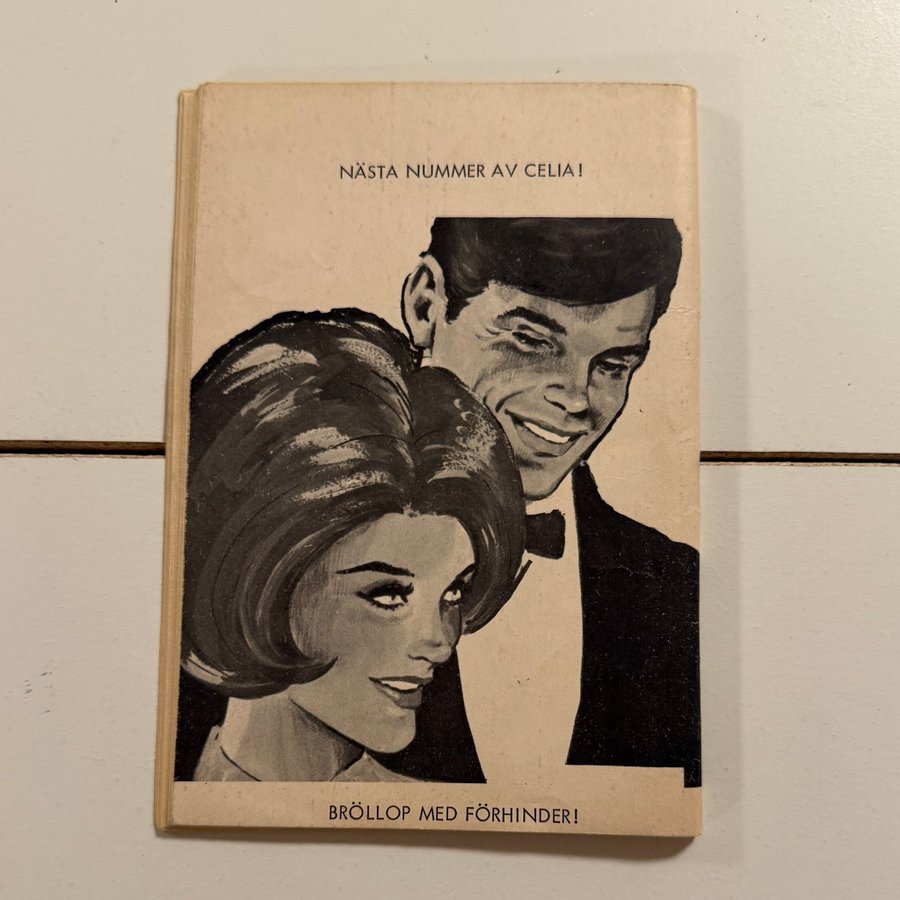 NÄSTA NUMMER AV CELIA!
BRÖLLOP MED FÖRHINDER!